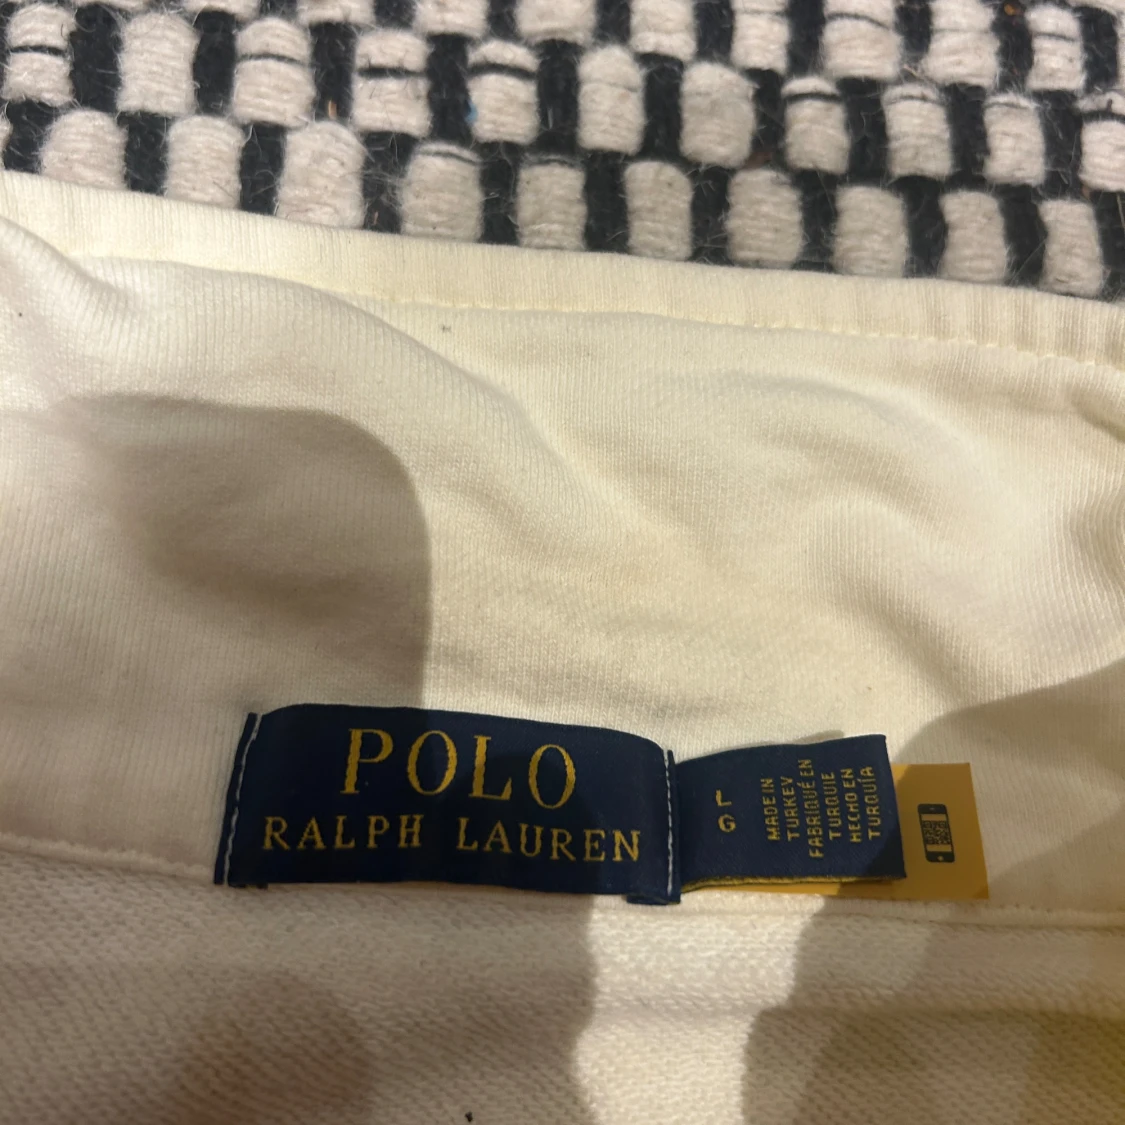 POLO
RALPH LAUREN
L
G
MADE IN
TURKEY
FABRIQUÉ EN
TURQUIE
HECHO EN
TURQUÍA